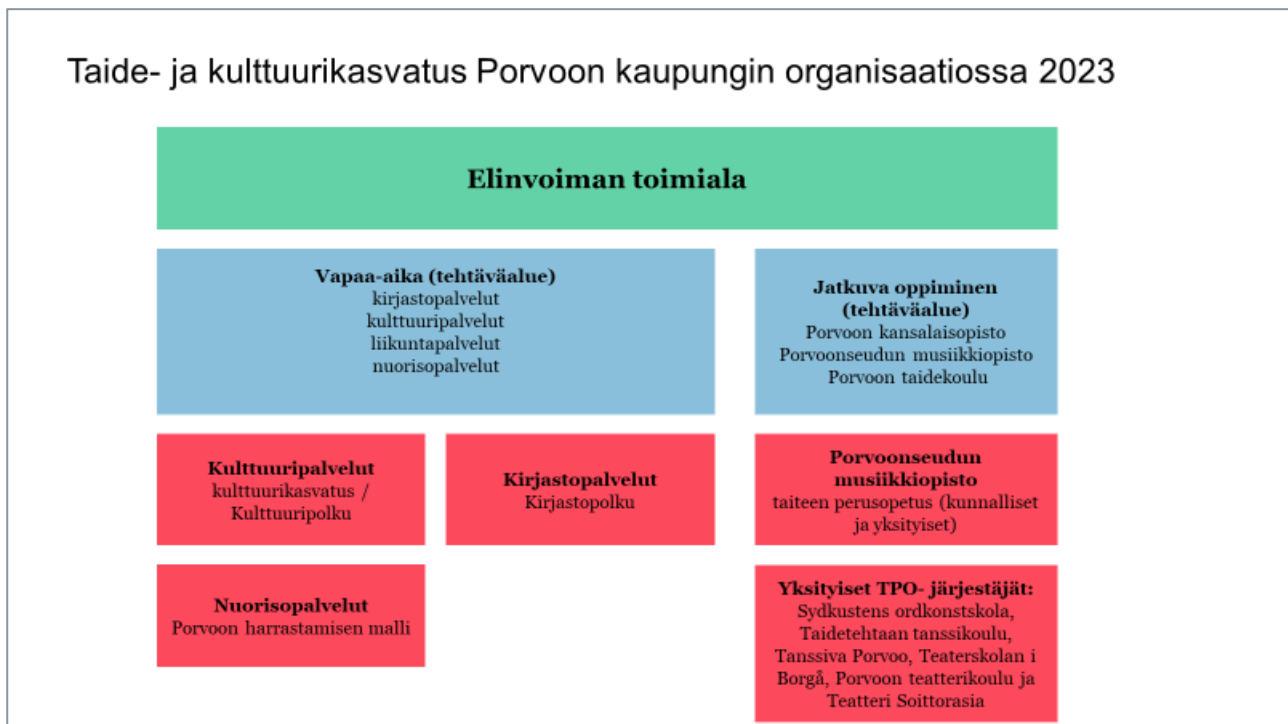 Taide- ja kulttuurikasvatus Porvoon kaupungin organisaatiossa 2023
Elinvoiman toimiala
Vapaa-aika (tehtäväalue)
kirjastopalvelut
kulttuuripalvelut
liikuntapalvelut
nuorisopalvelut
Jatkuva oppiminen
(tehtäväalue)
Porvoon kansalaisopisto
Porvoonseudun musiikkiopisto
Porvoon taidekoulu
Kulttuuripalvelut
kulttuurikasvatus /
Kulttuuripolku
Kirjastopalvelut
Kirjastopolku
Porvoonseudun
musiikkiopisto
taiteen perusopetus (kunnalliset
ja yksityiset)
Nuorisopalvelut
Porvoon harrastamisen malli
Yksityiset TPO- järjestäjät:
Sydkustens ordkonstskola,
Taidetehtaan tanssikoulu,
Tanssiva Porvoo, Teaterskolan i
Borgå, Porvoon teatterikoulu ja
Teatteri Soittorasia